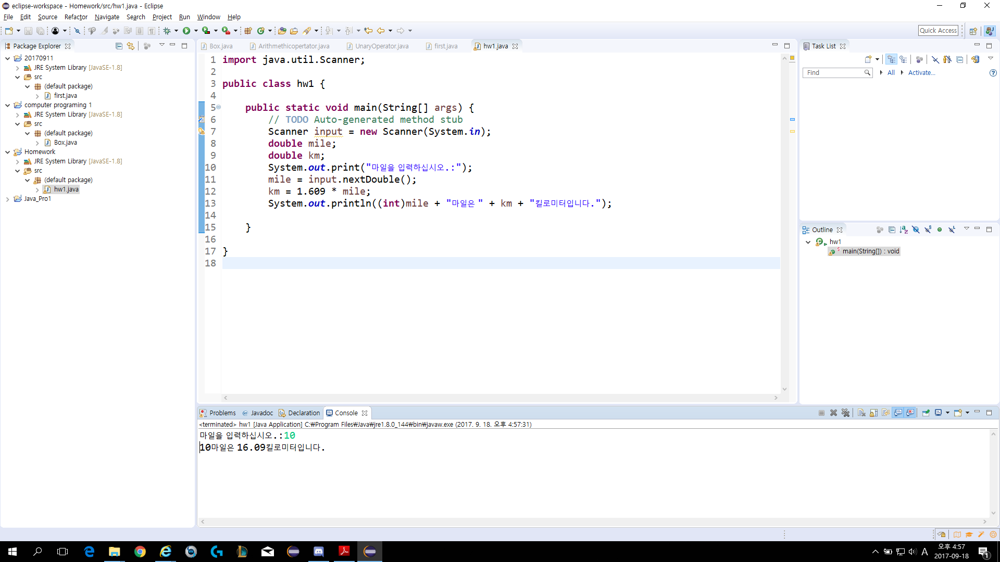 eclipse-workspace - Homework/src/hw1.java - Eclipse
File Edit Source Refactor Navigate Search Project Run Window Help
Quick Access
Package Explorer
20170911
JRE System Library [JavaSE-1.8]
src
(default package)
first.java
computer programing 1
JRE System Library [JavaSE-1.8]
src
(default package)
Box.java
Homework
JRE System Library [JavaSE-1.8]
src
(default package)
hw1.java
Java_Pro1
Box.java Arithmethicopertator.java UnaryOperator.java first.java hw1.java
1 import java.util.Scanner;
2
3 public class hw1 {
4
5 public static void main(String[] args) {
6 // TODO Auto-generated method stub
7 Scanner input = new Scanner(System.in);
8 double mile;
9 double km;
10 System.out.print("마일을 입력하십시오.:");
11 mile = input.nextDouble();
12 km = 1.609 * mile;
13 System.out.println((int)mile + "마일은 " + km + "킬로미터입니다.");
14
15 }
16
17 }
18
Task List
Find All Activate...
Outline
hw1
main(String[]) : void
Problems @ Javadoc Declaration Console
<terminated> hw1 [Java Application] C:₩Program Files₩Java₩jre1.8.0_144₩bin₩javaw.exe (2017. 9. 18. 오후 4:57:31)
마일을 입력하십시오.:10
10마일은 16.09킬로미터입니다.
A
오후 4:57
2017-09-18
1